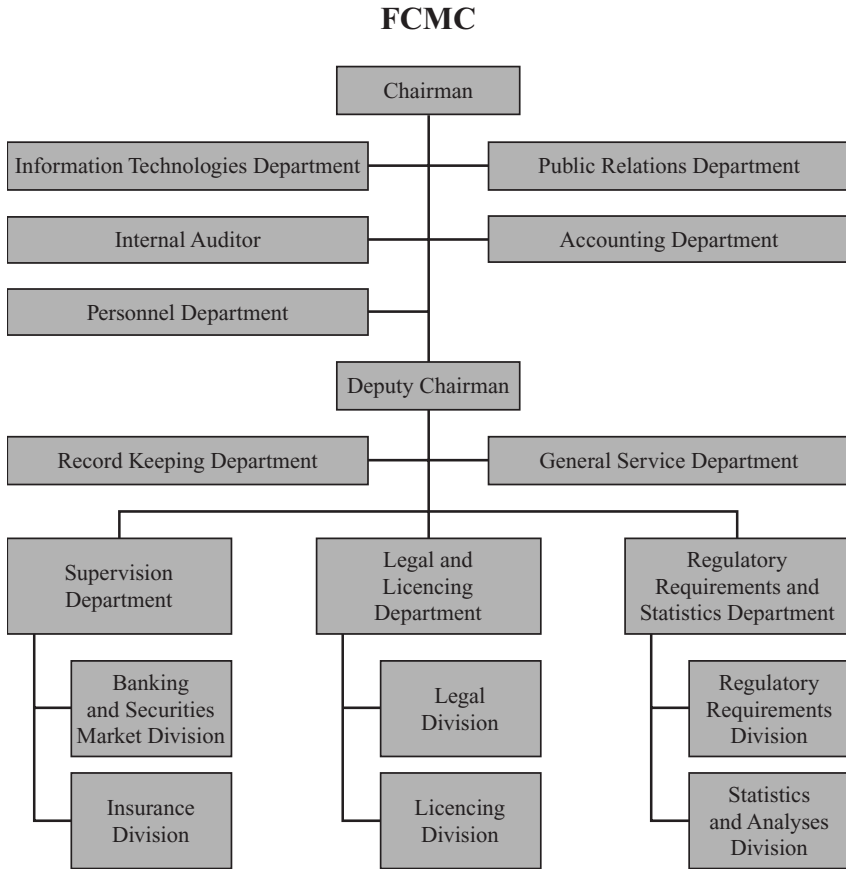 FCMC
Chairman
Information Technologies Department
Public Relations Department
Internal Auditor
Accounting Department
Personnel Department
Deputy Chairman
Record Keeping Department
General Service Department
Supervision
Department
Legal and
Licencing
Department
Regulatory
Requirements and
Statistics Department
Banking
and Securities
Market Division
Legal
Division
Regulatory
Requirements
Division
Insurance
Division
Licencing
Division
Statistics
and Analyses
Division